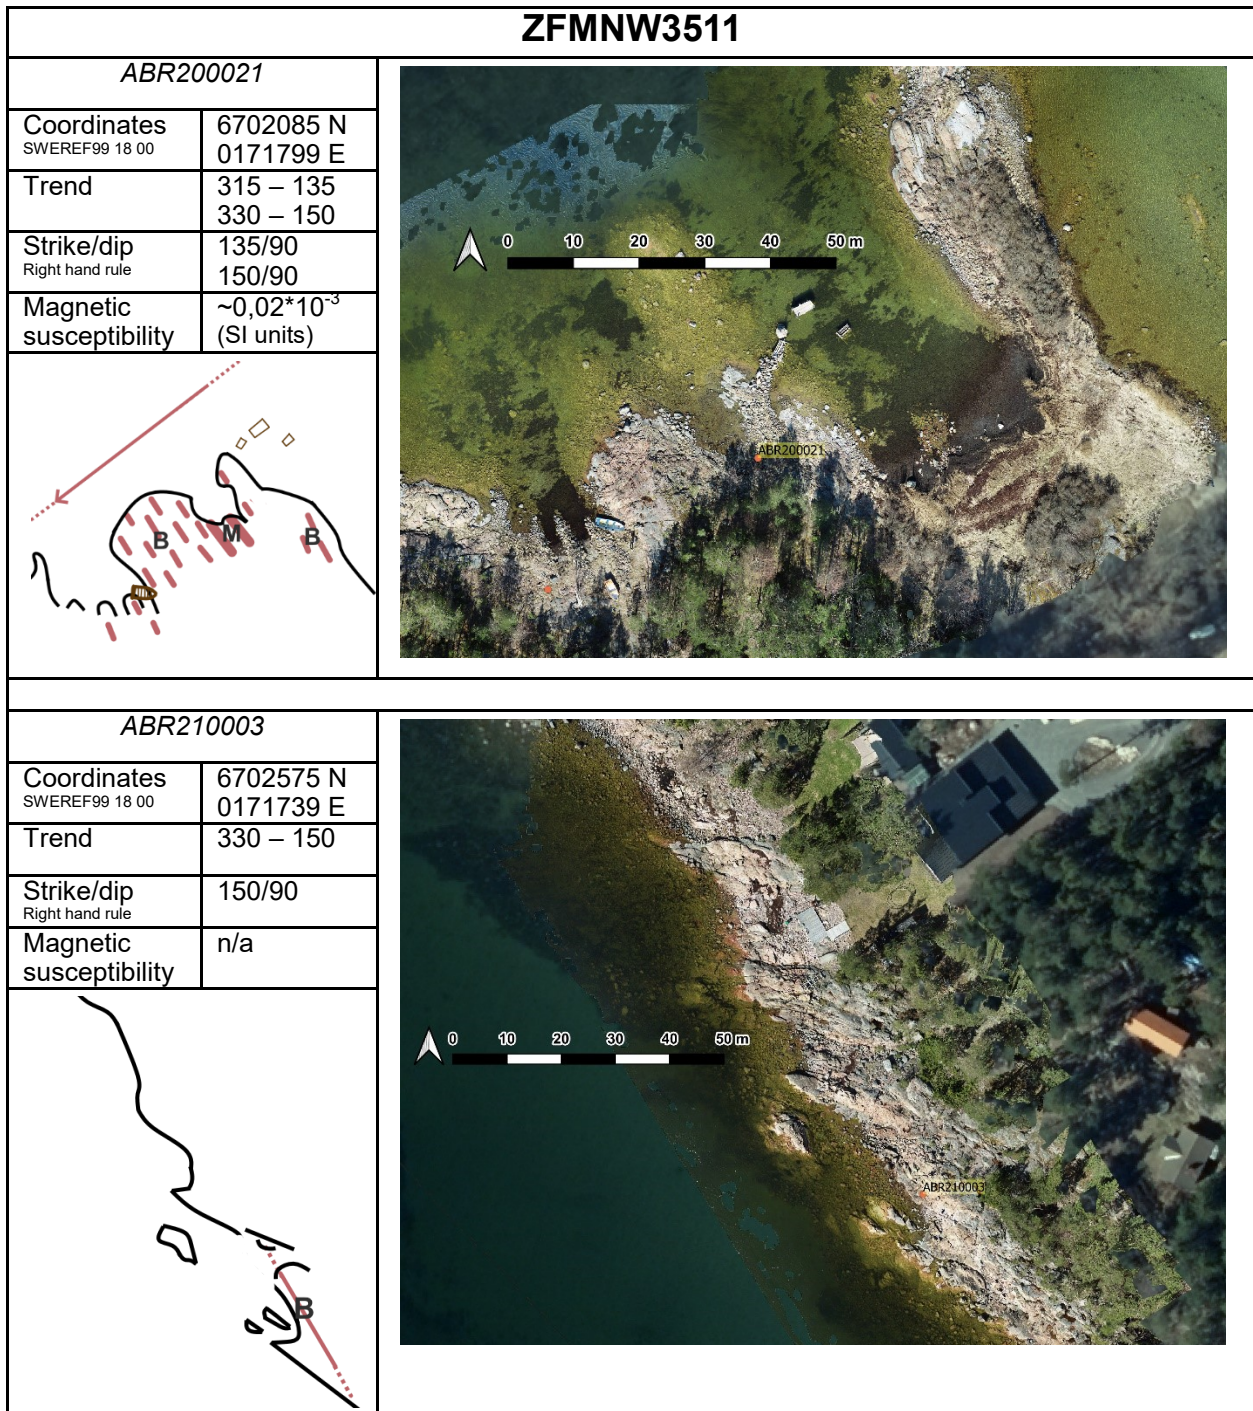 ZFMNW3511
ABR200021
Coordinates
SWEREF99 18 00
6702085 N
0171799 E
Trend
315 – 135
330 – 150
Strike/dip
Right hand rule
135/90
150/90
Magnetic
susceptibility
~0,02*10-3
(SI units)
B
M
B
0 10 20 30 40 50 m
ABR200021
ABR210003
Coordinates
SWEREF99 18 00
6702575 N
0171739 E
Trend
330 – 150
Strike/dip
Right hand rule
150/90
Magnetic
susceptibility
n/a
B
0 10 20 30 40 50 m
ABR210003